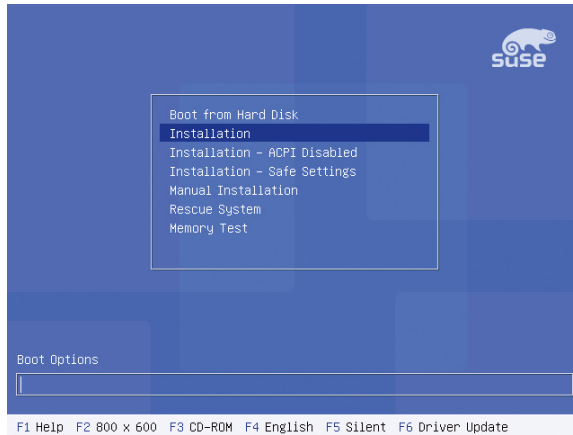 suse
Boot from Hard Disk
Installation
Installation – ACPI Disabled
Installation – Safe Settings
Manual Installation
Rescue System
Memory Test
Boot Options
F1 Help F2 800 x 600 F3 CD-ROM F4 English F5 Silent F6 Driver Update